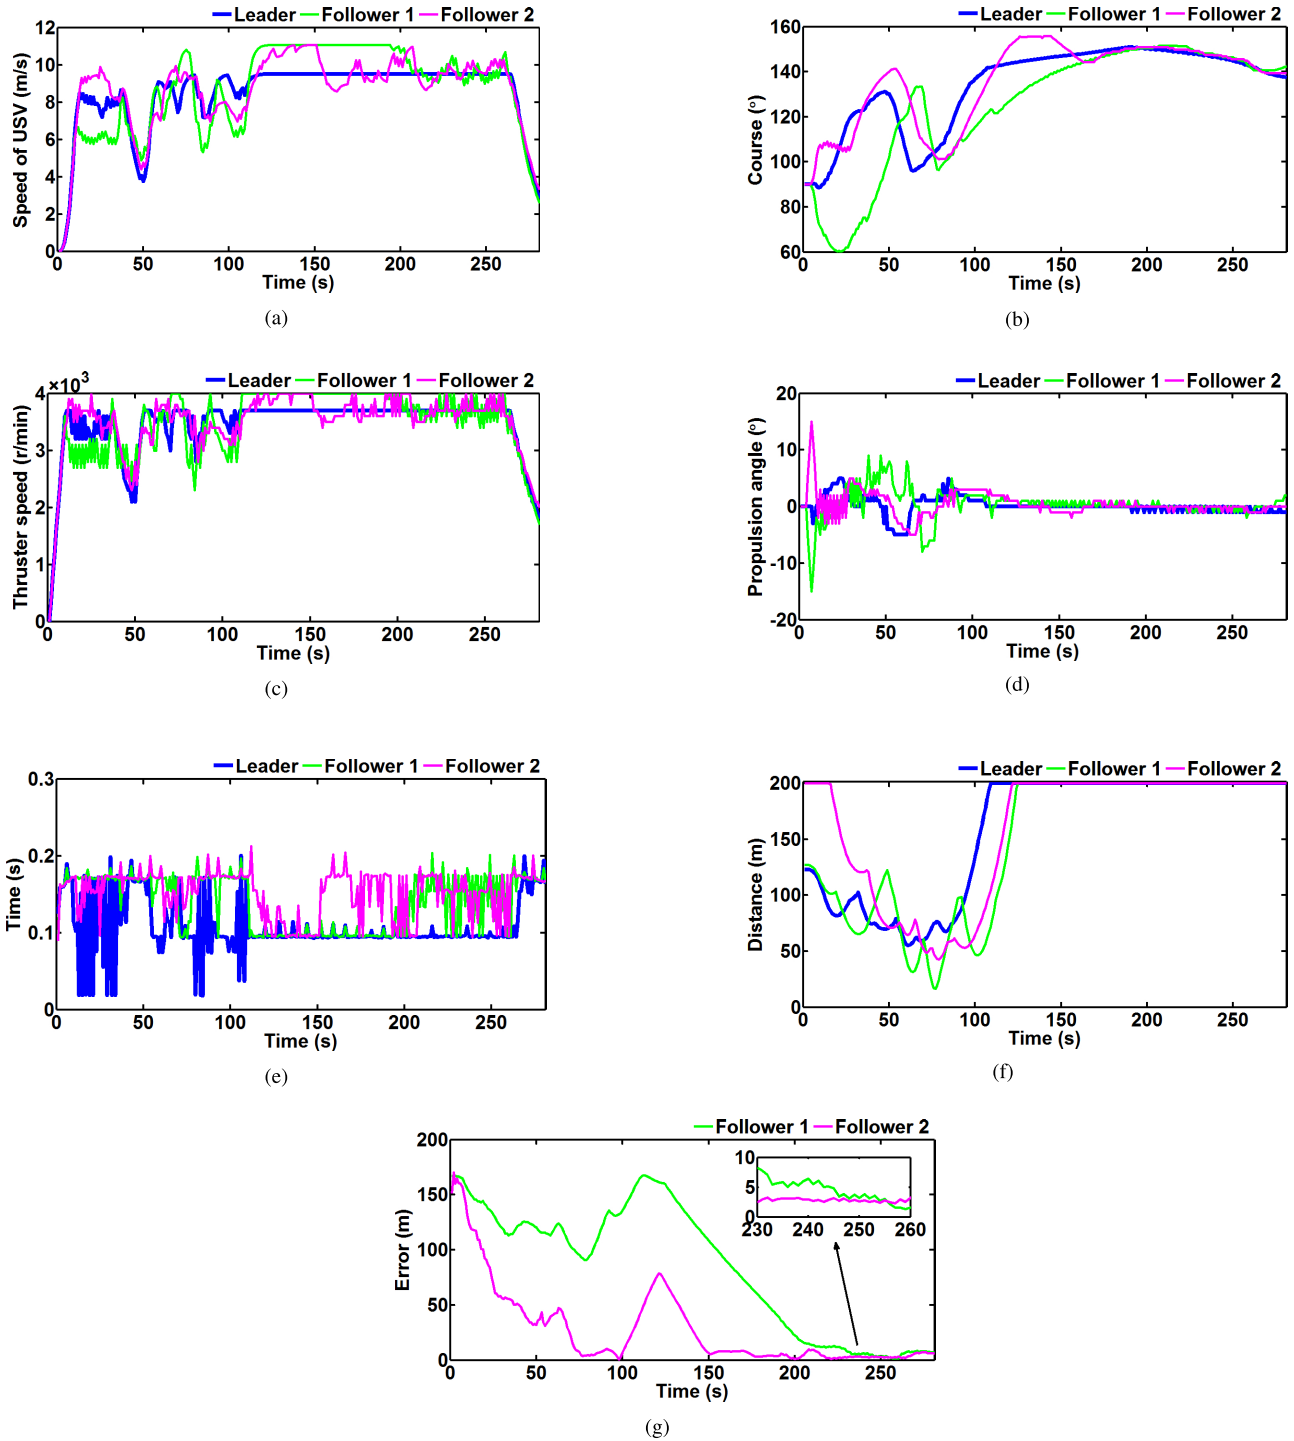 Leader Follower 1 Follower 2
12
10
8
6
4
2
0
Speed of USV (m/s)
0 50 100 150 200 250
Time (s)
(a)
Leader Follower 1 Follower 2
160
140
120
100
80
60
Course (°)
0 50 100 150 200 250
Time (s)
(b)
Leader Follower 1 Follower 2
×10³
4
3
2
1
0
Thruster speed (r/min)
0 50 100 150 200 250
Time (s)
(c)
Leader Follower 1 Follower 2
20
10
0
-10
-20
Propulsion angle (°)
0 50 100 150 200 250
Time (s)
(d)
Leader Follower 1 Follower 2
0.3
0.2
0.1
0
Time (s)
0 50 100 150 200 250
Time (s)
(e)
Leader Follower 1 Follower 2
200
150
100
50
0
Distance (m)
0 50 100 150 200 250
Time (s)
(f)
Follower 1 Follower 2
200
150
100
50
0
Error (m)
10
5
0
230 240 250 260
0 50 100 150 200 250
Time (s)
(g)